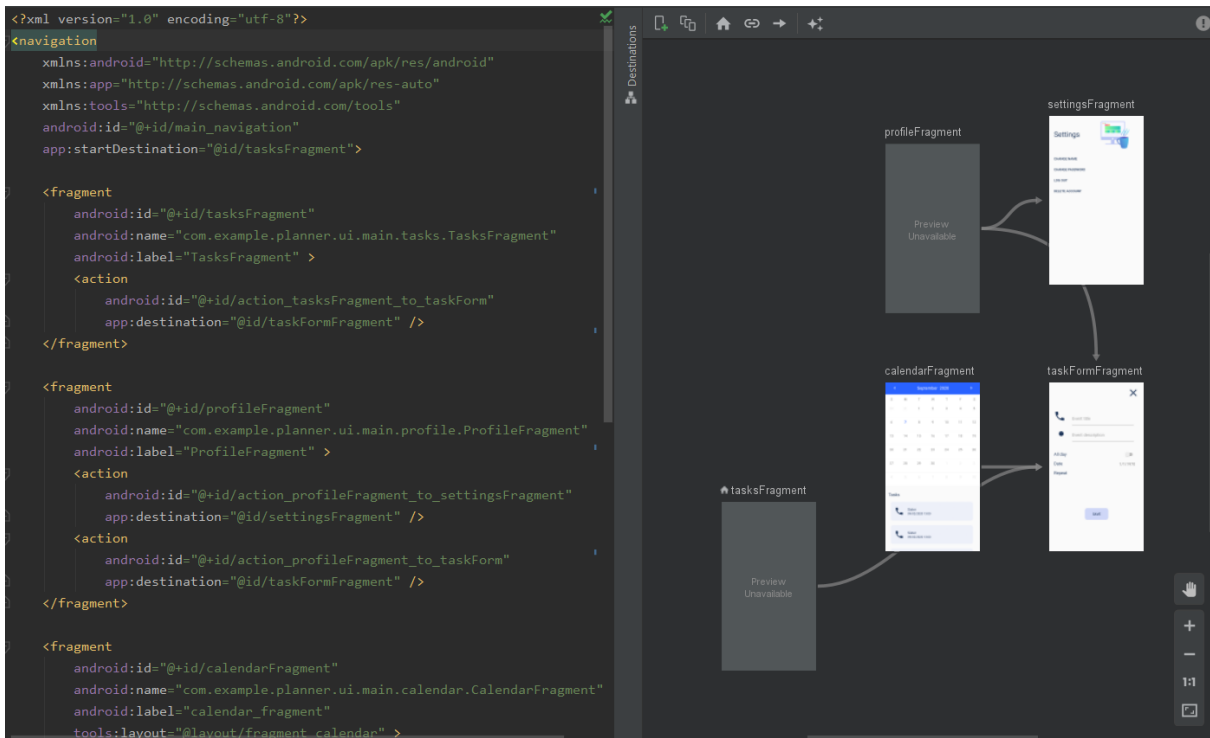 <?xml version="1.0" encoding="utf-8"?>
<navigation
xmlns:android="http://schemas.android.com/apk/res/android"
xmlns:app="http://schemas.android.com/apk/res-auto"
xmlns:tools="http://schemas.android.com/tools"
android:id="@+id/main_navigation"
app:startDestination="@id/tasksFragment">
<fragment
android:id="@+id/tasksFragment"
android:name="com.example.planner.ui.main.tasks.TasksFragment"
android:label="TasksFragment" >
<action
android:id="@+id/action_tasksFragment_to_taskForm"
app:destination="@id/taskFormFragment" />
</fragment>
<fragment
android:id="@+id/profileFragment"
android:name="com.example.planner.ui.main.profile.ProfileFragment"
android:label="ProfileFragment" >
<action
android:id="@+id/action_profileFragment_to_settingsFragment"
app:destination="@id/settingsFragment" />
<action
android:id="@+id/action_profileFragment_to_taskForm"
app:destination="@id/taskFormFragment" />
</fragment>
<fragment
android:id="@+id/calendarFragment"
android:name="com.example.planner.ui.main.calendar.CalendarFragment"
android:label="calendar_fragment"
tools:layout="@layout/fragment_calendar" >
Destinations
profileFragment
Preview
Unavailable
settingsFragment
Settings
calendarFragment
Tasks
taskFormFragment
All day
Date
Repeat
tasksFragment
Preview
Unavailable
1:1